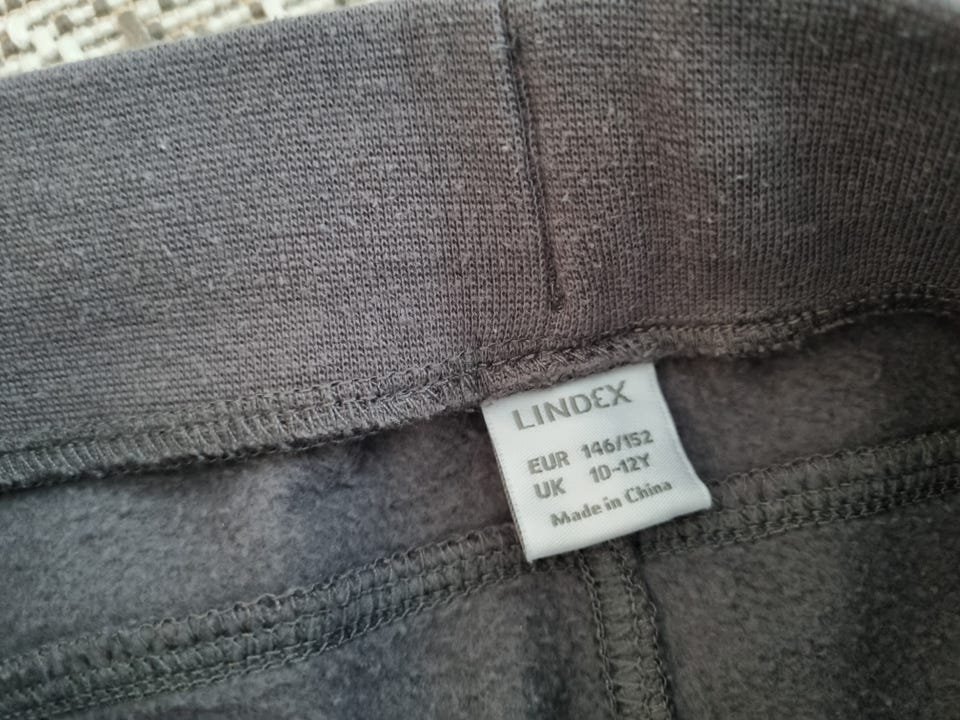 LINDEX
EUR 146/152
UK 10-12Y
Made in China